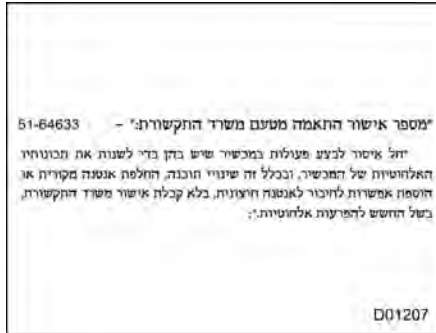 "מספר אישור התאמה מטעם משרד התקשורת:" – 51-64633
"חל איסור לבצע פעולות במכשיר שיש בהן כדי לשנות את תכונותיו
האלחוטיות של המכשיר, ובכלל זה שינויי תוכנה, החלפת אנטנה מקורית או
הוספת אפשרות לחיבור לאנטנה חיצונית, בלא קבלת אישור משרד התקשורת,
בשל החשש להפרעות אלחוטיות.";
D01207